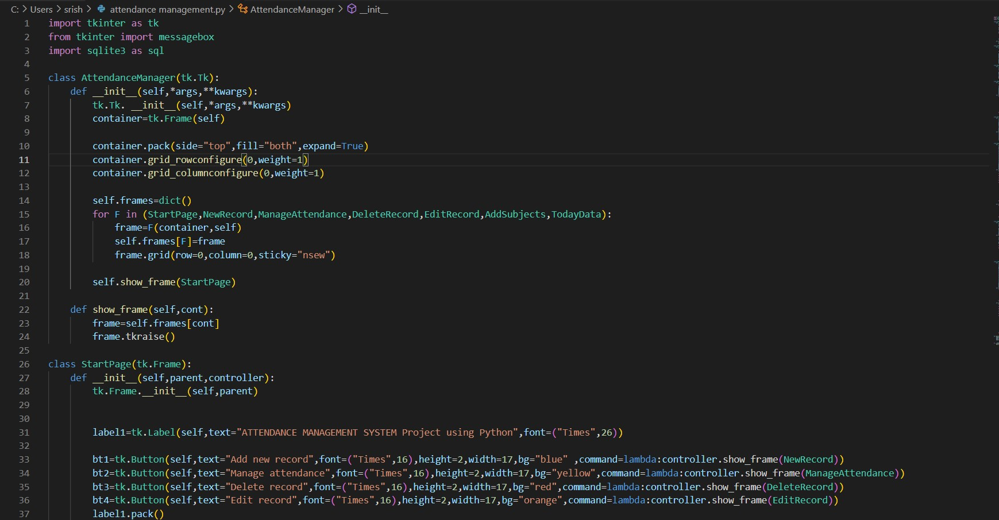 C: > Users > srish > attendance management.py > AttendanceManager > __init__
1 import tkinter as tk
2 from tkinter import messagebox
3 import sqlite3 as sql
4
5 class AttendanceManager(tk.Tk):
6     def __init__(self,*args,**kwargs):
7         tk.Tk. __init__(self,*args,**kwargs)
8         container=tk.Frame(self)
9
10         container.pack(side="top",fill="both",expand=True)
11         container.grid_rowconfigure(0,weight=1)
12         container.grid_columnconfigure(0,weight=1)
13
14         self.frames=dict()
15         for F in (StartPage,NewRecord,ManageAttendance,DeleteRecord,EditRecord,AddSubjects,TodayData):
16             frame=F(container,self)
17             self.frames[F]=frame
18             frame.grid(row=0,column=0,sticky="nsew")
19
20         self.show_frame(StartPage)
21
22     def show_frame(self,cont):
23         frame=self.frames[cont]
24         frame.tkraise()
25
26 class StartPage(tk.Frame):
27     def __init__(self,parent,controller):
28         tk.Frame.__init__(self,parent)
29
30
31         label1=tk.Label(self,text="ATTENDANCE MANAGEMENT SYSTEM Project using Python",font=("Times",26))
32
33         bt1=tk.Button(self,text="Add new record",font=("Times",16),height=2,width=17,bg="blue" ,command=lambda:controller.show_frame(NewRecord))
34         bt2=tk.Button(self,text="Manage attendance",font=("Times",16),height=2,width=17,bg="yellow",command=lambda:controller.show_frame(ManageAttendance))
35         bt3=tk.Button(self,text="Delete record",font=("Times",16),height=2,width=17,bg="red",command=lambda:controller.show_frame(DeleteRecord))
36         bt4=tk.Button(self,text="Edit record",font=("Times",16),height=2,width=17,bg="orange",command=lambda:controller.show_frame(EditRecord))
37         label1.pack()